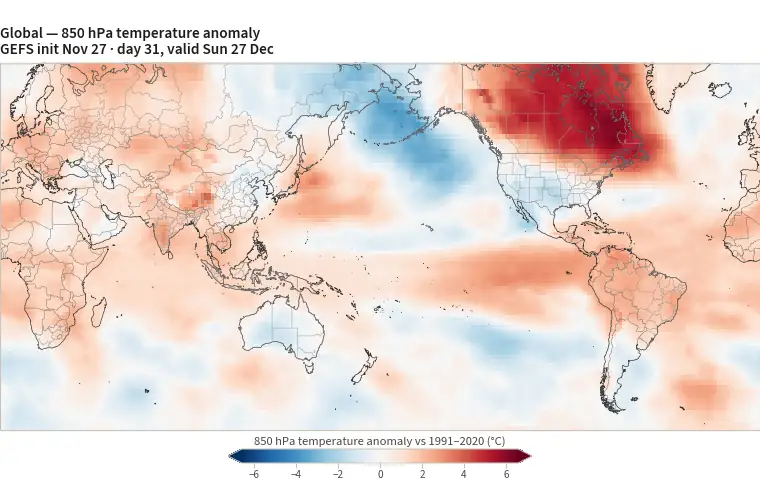 Global — 850 hPa temperature anomaly
GEFS init Nov 27 · day 31, valid Sun 27 Dec
850 hPa temperature anomaly vs 1991–2020 (°C)
−6 −4 −2 0 2 4 6